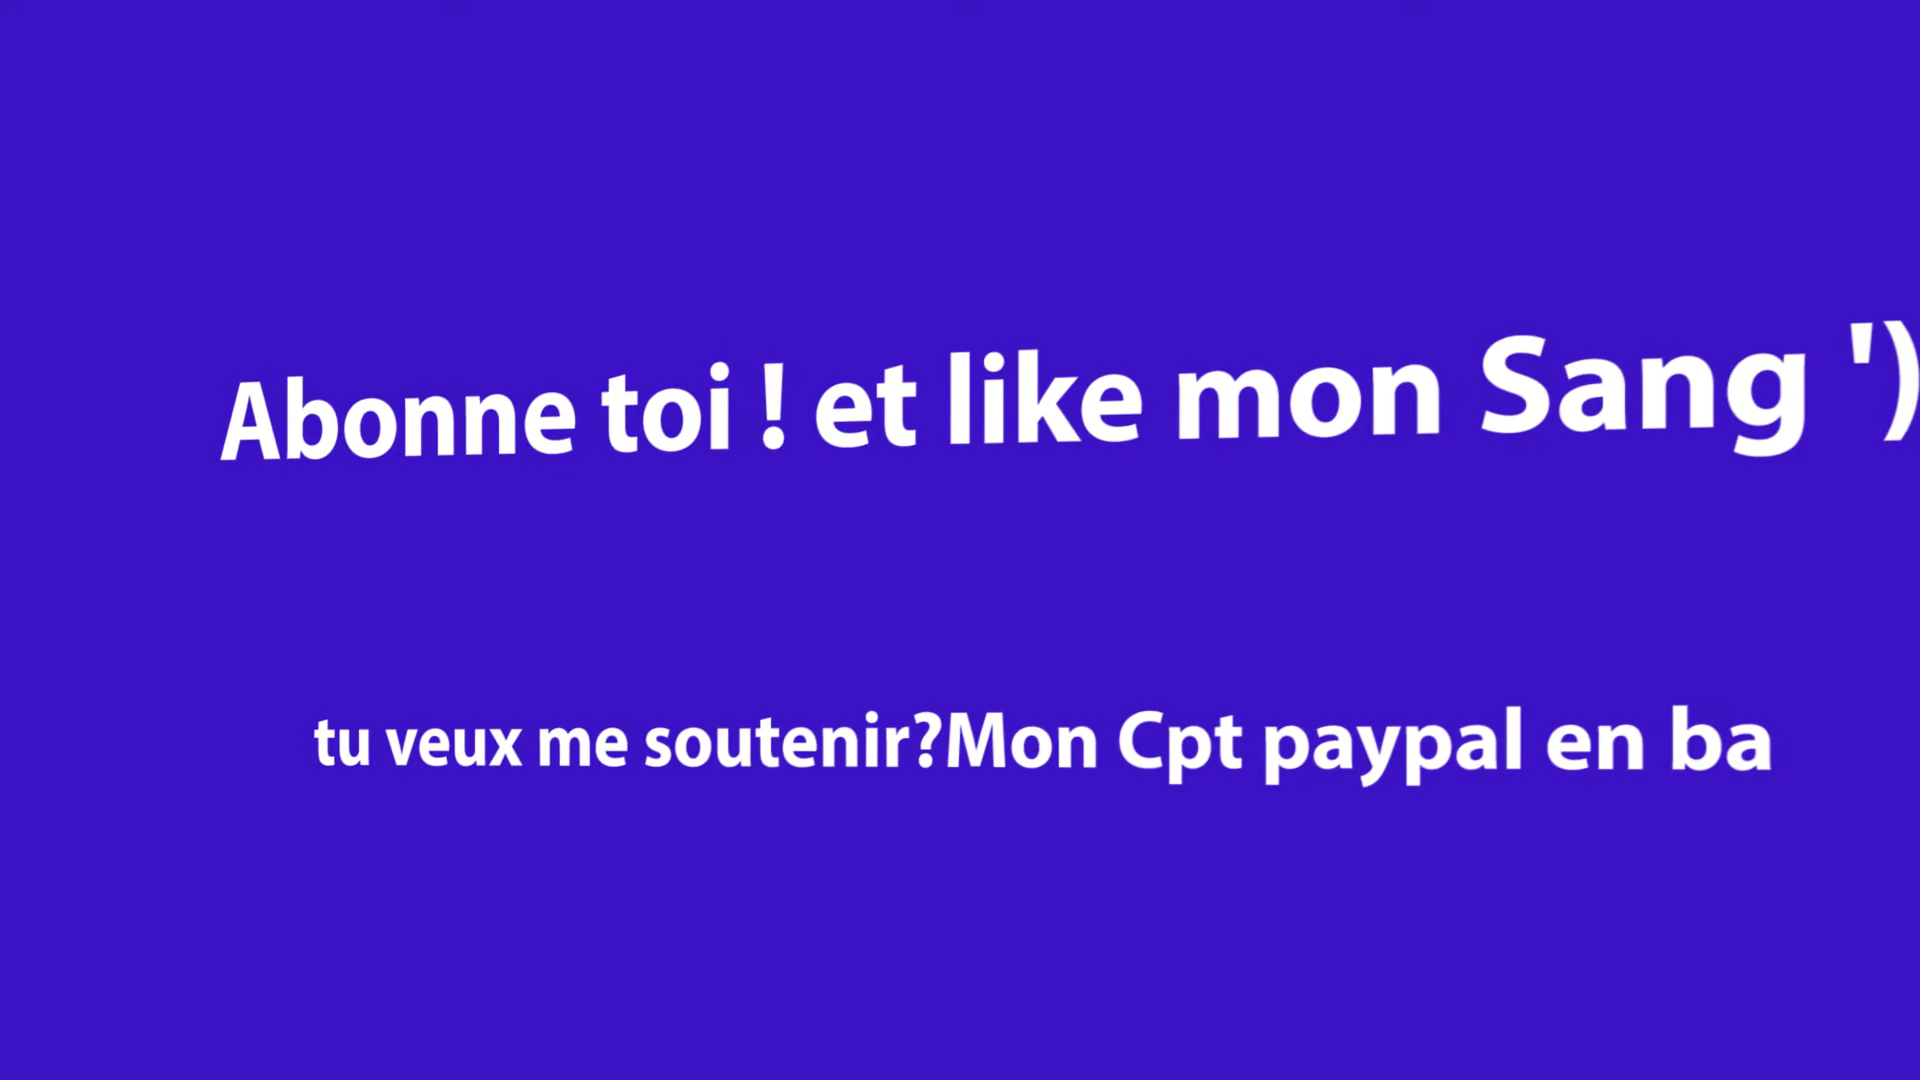 Abonne toi ! et like mon Sang ')
tu veux me soutenir?Mon Cpt paypal en ba